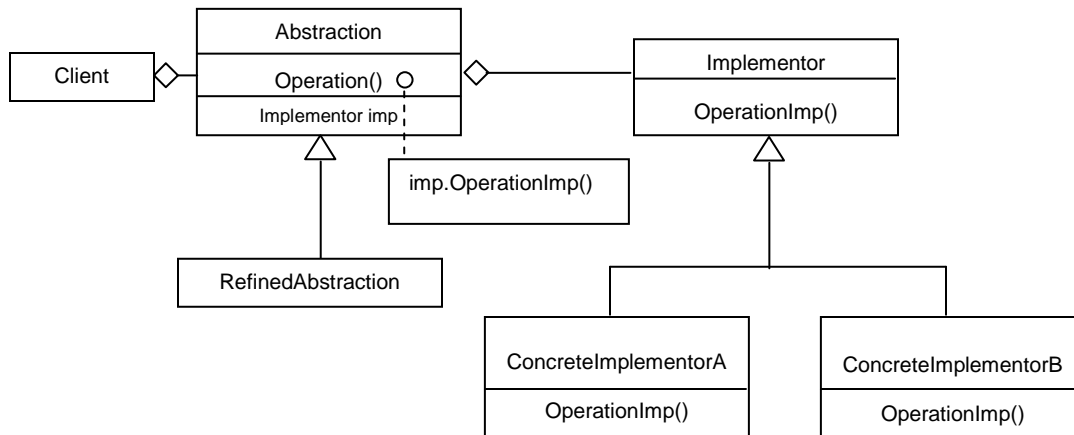 Client
Abstraction
Operation()
Implementor imp
imp.OperationImp()
RefinedAbstraction
Implementor
OperationImp()
ConcreteImplementorA
OperationImp()
ConcreteImplementorB
OperationImp()